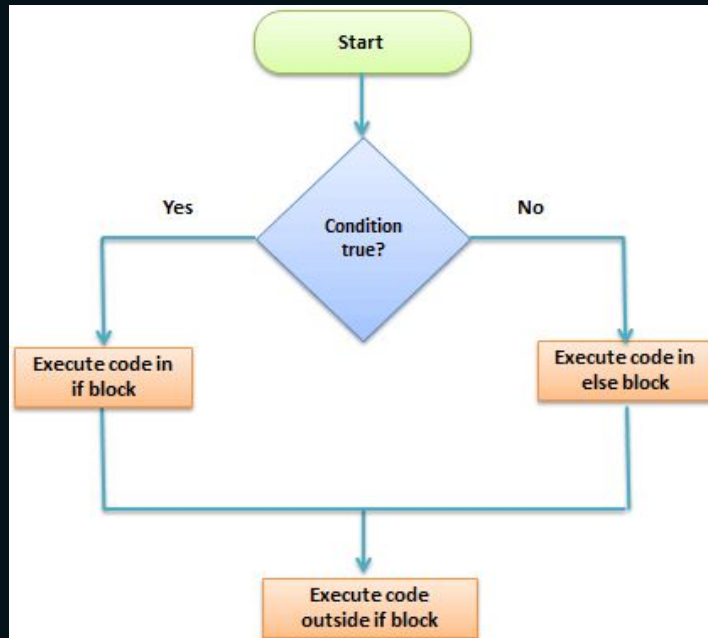 Start
Yes
No
Condition
true?
Execute code in
if block
Execute code in
else block
Execute code
outside if block